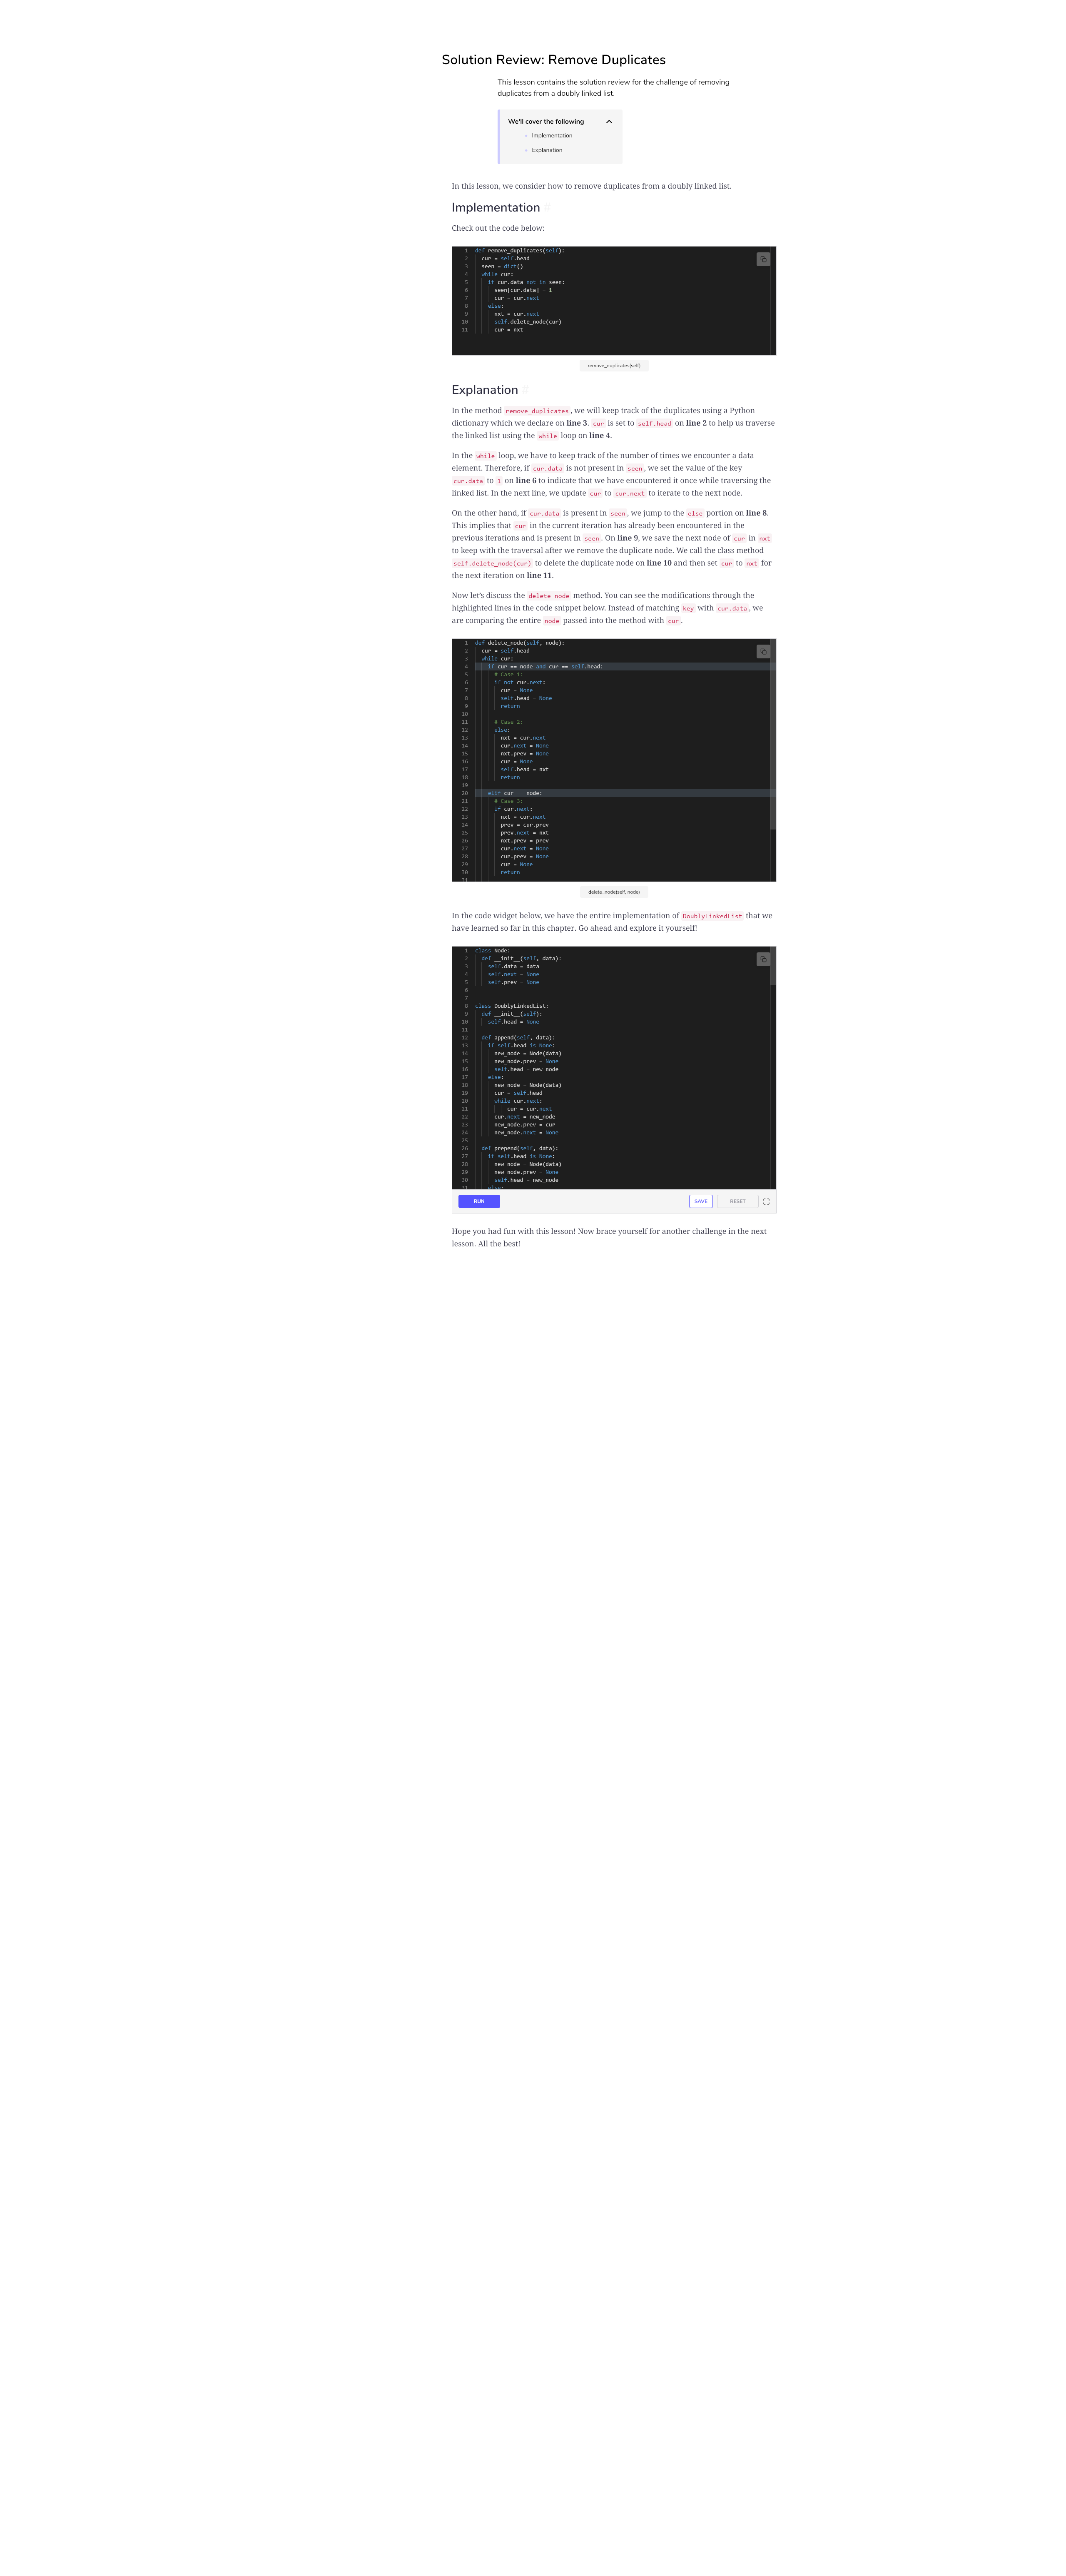 Solution Review: Remove Duplicates
This lesson contains the solution review for the challenge of removing
duplicates from a doubly linked list.
We'll cover the following
Implementation
Explanation
In this lesson, we consider how to remove duplicates from a doubly linked list.
Implementation
Check out the code below:
1 def remove_duplicates(self):
2   cur = self.head
3   seen = dict()
4   while cur:
5     if cur.data not in seen:
6       seen[cur.data] = 1
7       cur = cur.next
8     else:
9       nxt = cur.next
10       self.delete_node(cur)
11       cur = nxt
remove_duplicates(self)
Explanation
In the method remove_duplicates, we will keep track of the duplicates using a Python
dictionary which we declare on line 3. cur is set to self.head on line 2 to help us traverse
the linked list using the while loop on line 4.
In the while loop, we have to keep track of the number of times we encounter a data
element. Therefore, if cur.data is not present in seen, we set the value of the key
cur.data to 1 on line 6 to indicate that we have encountered it once while traversing the
linked list. In the next line, we update cur to cur.next to iterate to the next node.
On the other hand, if cur.data is present in seen, we jump to the else portion on line 8.
This implies that cur in the current iteration has already been encountered in the
previous iterations and is present in seen. On line 9, we save the next node of cur in nxt
to keep with the traversal after we remove the duplicate node. We call the class method
self.delete_node(cur) to delete the duplicate node on line 10 and then set cur to nxt for
the next iteration on line 11.
Now let's discuss the delete_node method. You can see the modifications through the
highlighted lines in the code snippet below. Instead of matching key with cur.data, we
are comparing the entire node passed into the method with cur.
1 def delete_node(self, node):
2   cur = self.head
3   while cur:
4     if cur == node and cur == self.head:
5       # Case 1:
6       if not cur.next:
7         cur = None
8         self.head = None
9         return
10
11       # Case 2:
12       else:
13         nxt = cur.next
14         cur.next = None
15         nxt.prev = None
16         cur = None
17         self.head = nxt
18         return
19
20     elif cur == node:
21       # Case 3:
22       if cur.next:
23         nxt = cur.next
24         prev = cur.prev
25         prev.next = nxt
26         nxt.prev = prev
27         cur.next = None
28         cur.prev = None
29         cur = None
30         return
31
delete_node(self, node)
In the code widget below, we have the entire implementation of DoublyLinkedList that we
have learned so far in this chapter. Go ahead and explore it yourself!
1 class Node:
2   def __init__(self, data):
3     self.data = data
4     self.next = None
5     self.prev = None
6
7
8 class DoublyLinkedList:
9   def __init__(self):
10     self.head = None
11
12   def append(self, data):
13     if self.head is None:
14       new_node = Node(data)
15       new_node.prev = None
16       self.head = new_node
17     else:
18       new_node = Node(data)
19       cur = self.head
20       while cur.next:
21           cur = cur.next
22       cur.next = new_node
23       new_node.prev = cur
24       new_node.next = None
25
26   def prepend(self, data):
27     if self.head is None:
28       new_node = Node(data)
29       new_node.prev = None
30       self.head = new_node
31     else:
RUN SAVE RESET
Hope you had fun with this lesson! Now brace yourself for another challenge in the next
lesson. All the best!